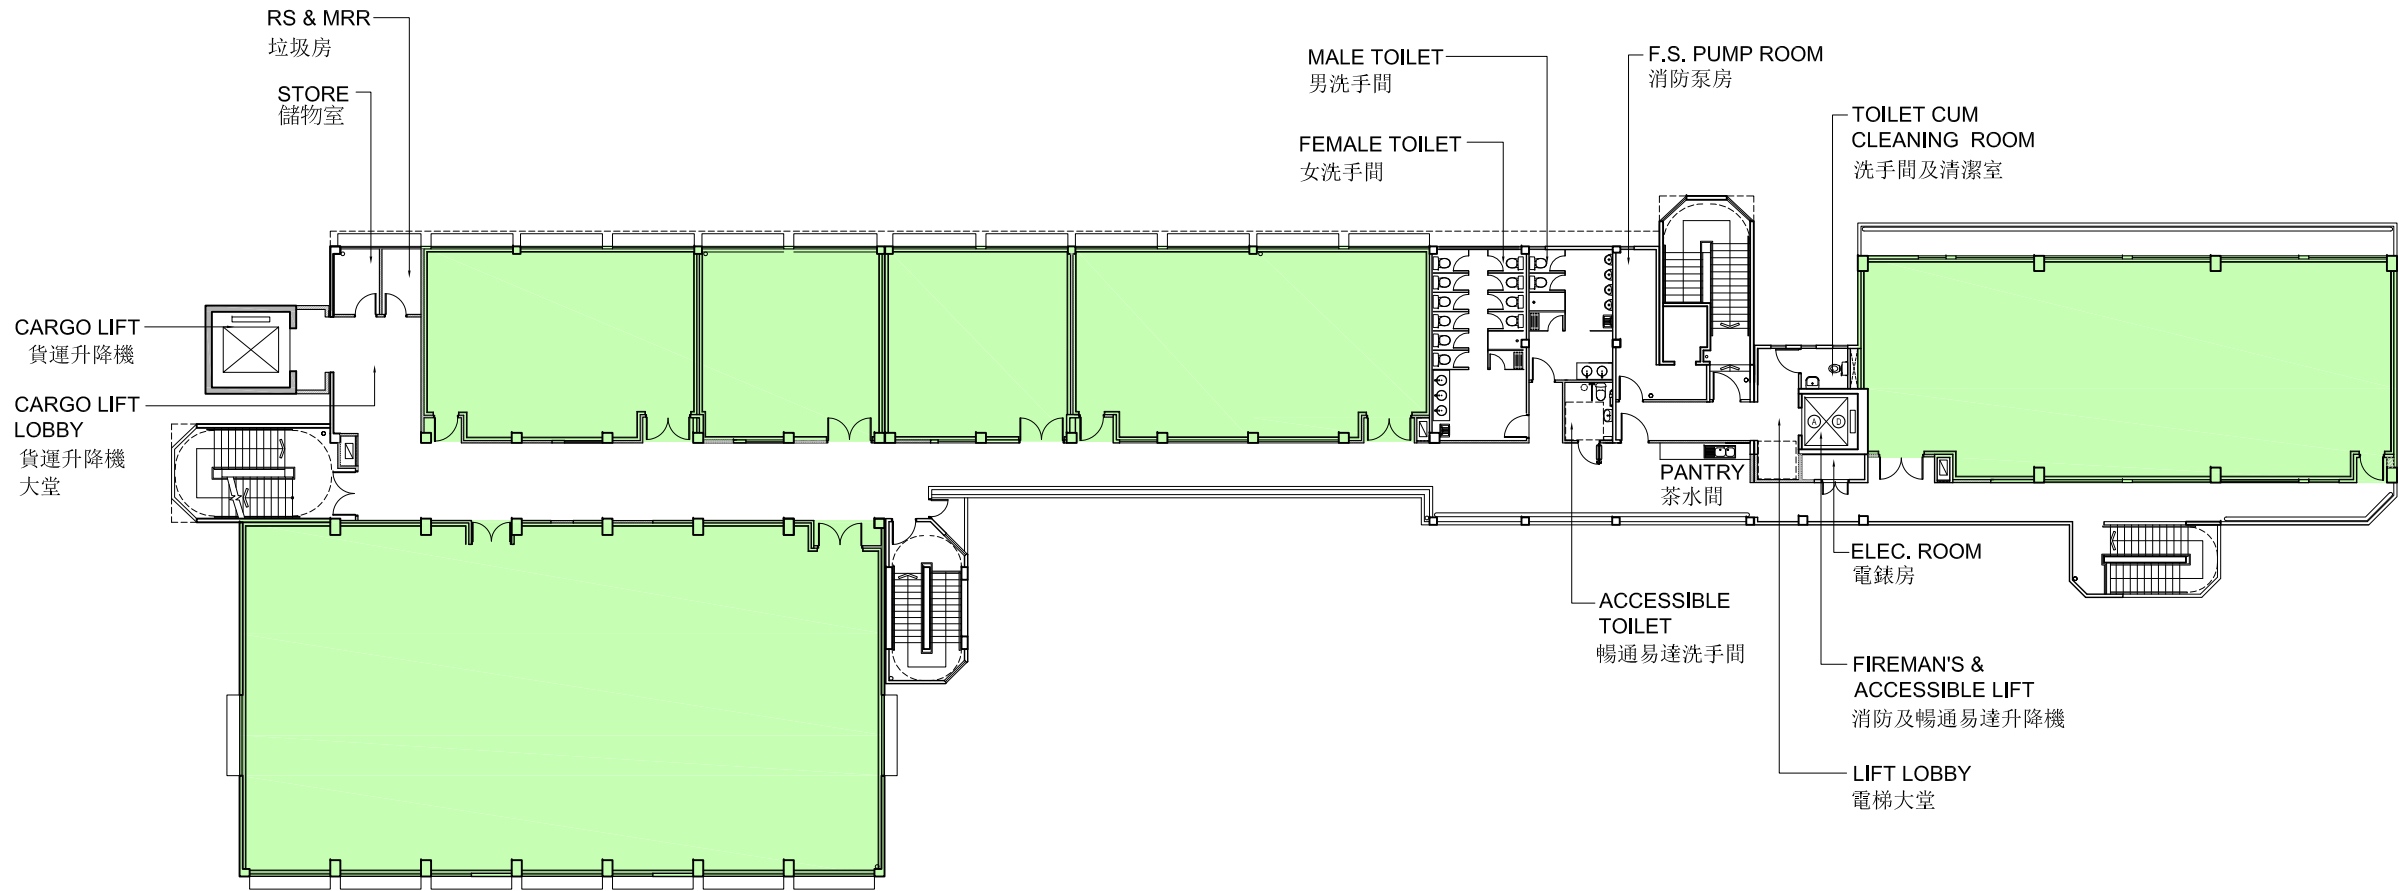 RS & MRR
垃圾房
STORE
儲物室
MALE TOILET
男洗手間
F.S. PUMP ROOM
消防泵房
FEMALE TOILET
女洗手間
TOILET CUM
CLEANING ROOM
洗手間及清潔室
CARGO LIFT
貨運升降機
CARGO LIFT
LOBBY
貨運升降機
大堂
A D
PANTRY
茶水間
ELEC. ROOM
電錶房
ACCESSIBLE
TOILET
暢通易達洗手間
FIREMAN'S &
ACCESSIBLE LIFT
消防及暢通易達升降機
LIFT LOBBY
電梯大堂